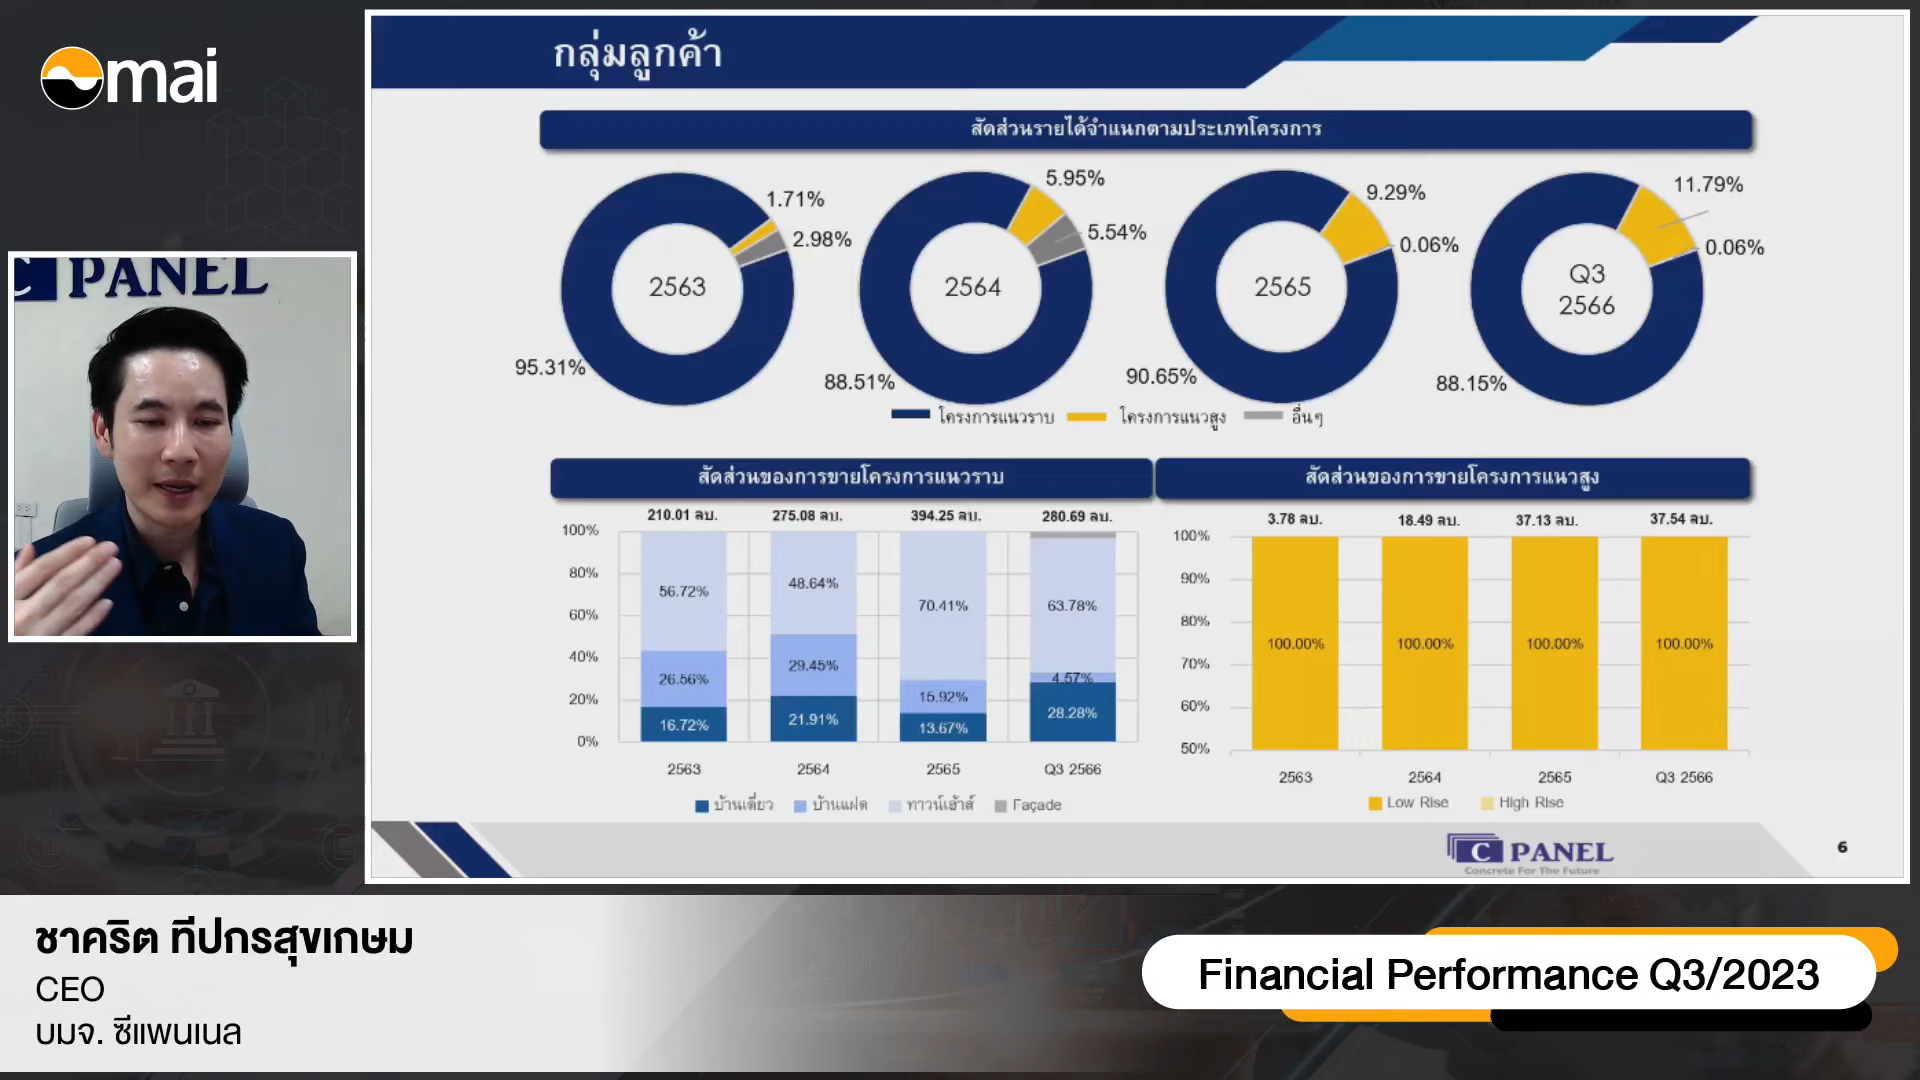 mai
กลุ่มลูกค้า
สัดส่วนรายได้จำแนกตามประเภทโครงการ
1.71%
2.98%
95.31%
2563
5.95%
5.54%
88.51%
2564
9.29%
0.06%
90.65%
2565
11.79%
0.06%
88.15%
Q3
2566
โครงการแนวราบ โครงการแนวสูง อื่นๆ
สัดส่วนของการขายโครงการแนวราบ
210.01 ลบ. 275.08 ลบ. 394.25 ลบ. 280.69 ลบ.
100%
80%
60%
40%
20%
0%
56.72% 48.64% 70.41% 63.78%
26.56% 29.45% 15.92% 4.57%
16.72% 21.91% 13.67% 28.28%
2563 2564 2565 Q3 2566
บ้านเดี่ยว บ้านแฝด ทาวน์เฮ้าส์ Façade
สัดส่วนของการขายโครงการแนวสูง
3.78 ลบ. 18.49 ลบ. 37.13 ลบ. 37.54 ลบ.
100%
90%
80%
70%
60%
50%
100.00% 100.00% 100.00% 100.00%
2563 2564 2565 Q3 2566
Low Rise High Rise
C PANEL
Concrete For The Future
6
C PANEL
ชาคริต ทีปกรสุขเกษม
CEO
บมจ. ซีแพนเนล
Financial Performance Q3/2023